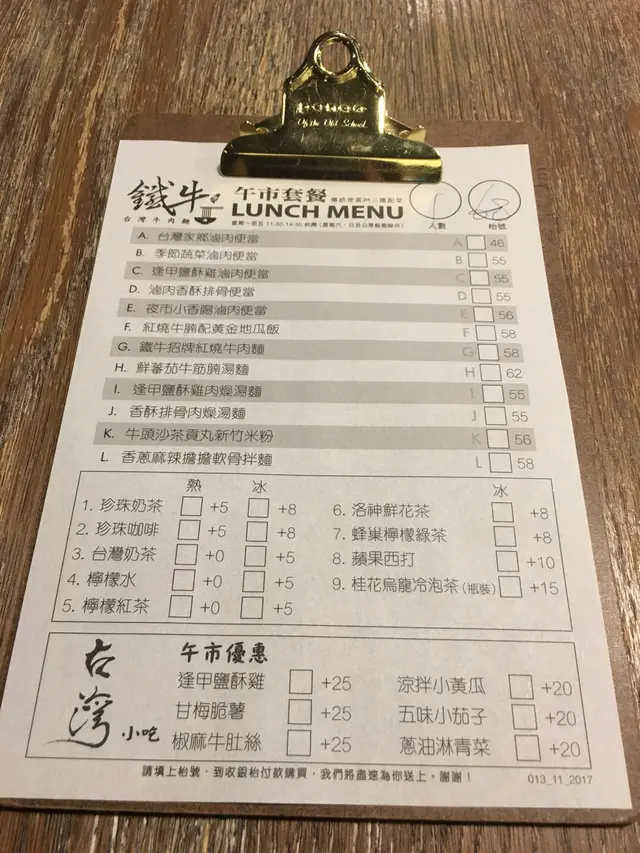 Of the Old School
鐵牛
台灣牛肉麵
午市套餐
LUNCH MENU
人數
枱號
A. 台灣家鄉滷肉便當 A 46
B. 季節蔬菜滷肉便當 B 55
C. 逢甲鹽酥雞滷肉便當 C 55
D. 滷肉香酥排骨便當 D 55
E. 夜市小香腸滷肉便當 E 56
F. 紅燒牛腩配黃金地瓜飯 F 58
G. 鐵牛招牌紅燒牛肉麵 G 58
H. 鮮蕃茄牛筋腩湯麵 H 62
I. 逢甲鹽酥雞肉燥湯麵 I 55
J. 香酥排骨肉燥湯麵 J 55
K. 牛頭沙茶貢丸新竹米粉 K 56
L. 香蔥麻辣擔擔軟骨拌麵 L 58
熱 冰 冰
1. 珍珠奶茶 +5 +8 6. 洛神鮮花茶 +8
2. 珍珠咖啡 +5 +8 7. 蜂巢檸檬綠茶 +8
3. 台灣奶茶 +0 +5 8. 蘋果西打 +10
4. 檸檬水 +0 +5 9. 桂花烏龍冷泡茶(瓶裝) +15
5. 檸檬紅茶 +0 +5
台灣小吃
午市優惠
逢甲鹽酥雞 +25 涼拌小黃瓜 +20
甘梅脆薯 +25 五味小茄子 +20
椒麻牛肚絲 +25 蔥油淋青菜 +20
請填上枱號,到收銀枱付款購買,我們將盡速為你送上。謝謝!
013_11_2017